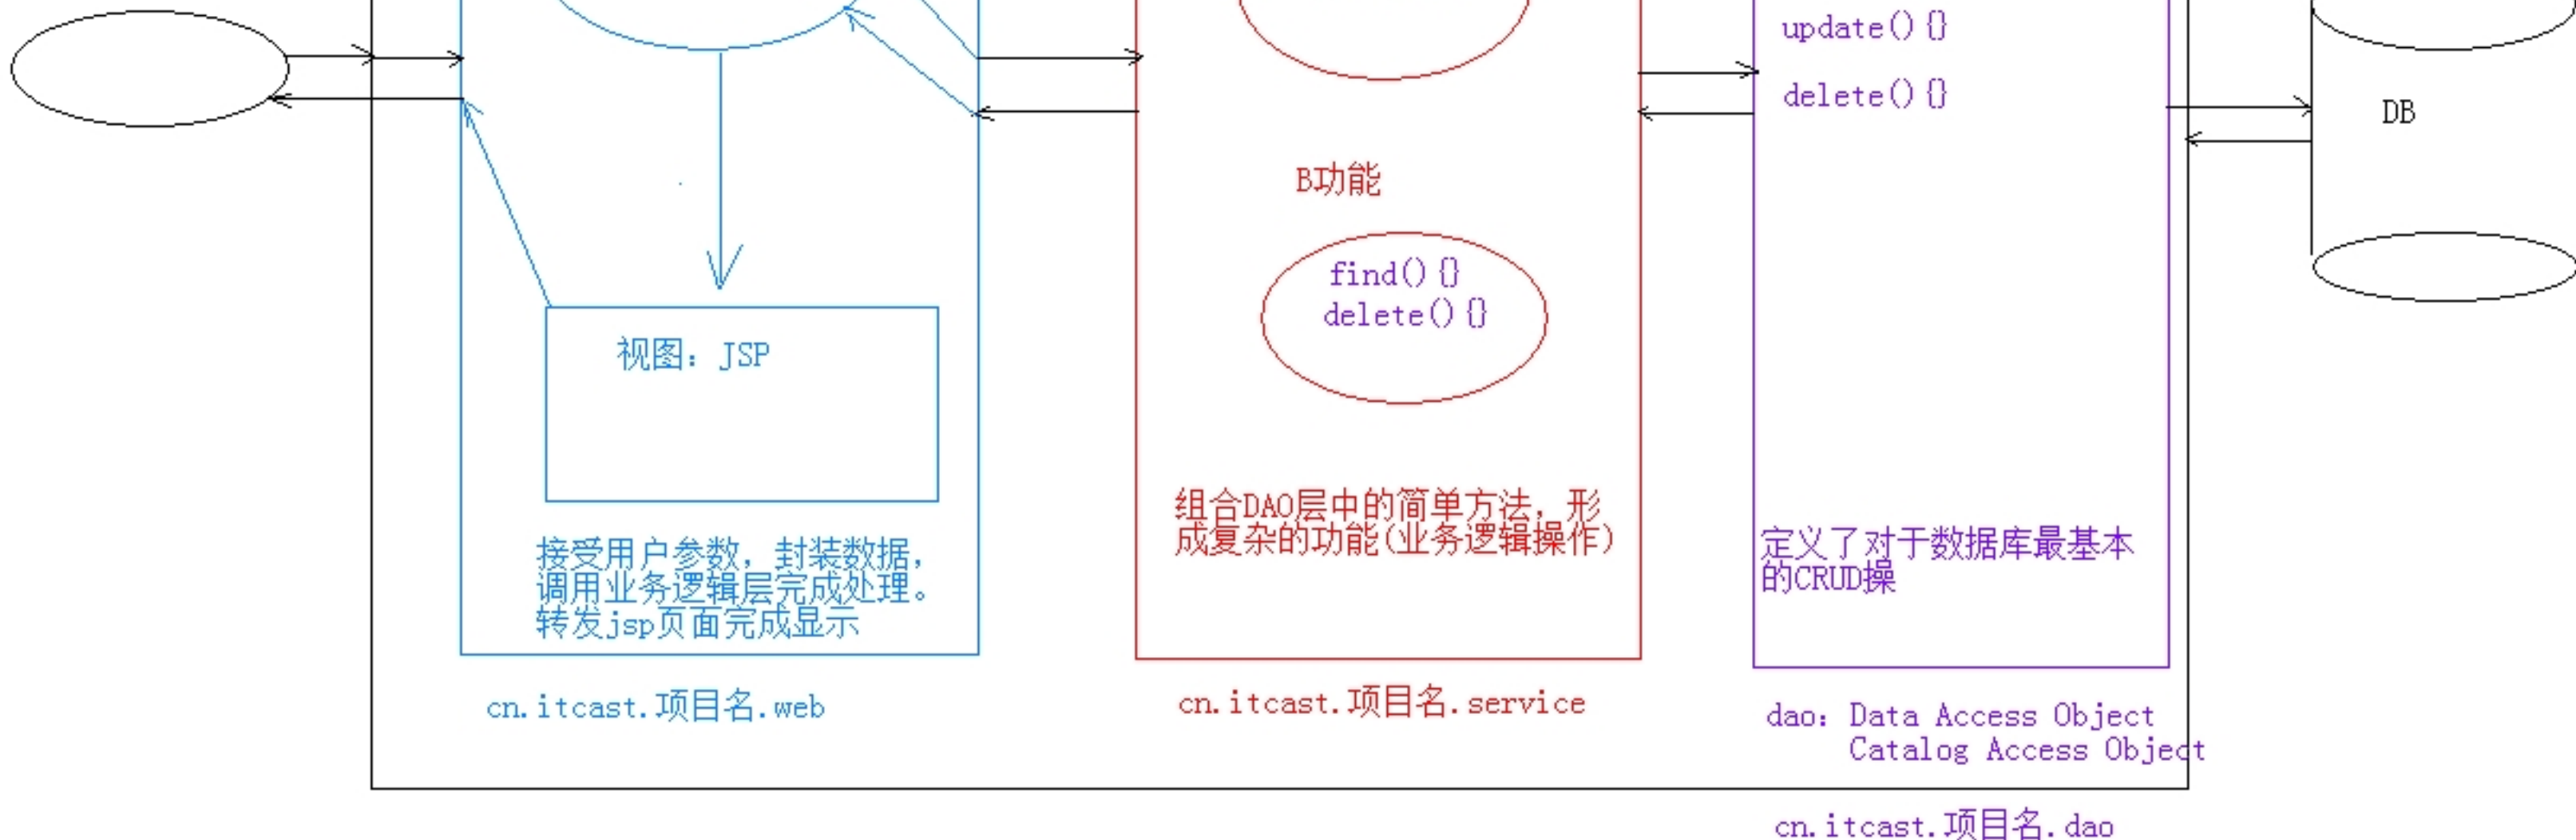 update(){}
delete(){}
DB
B功能
find(){}
delete(){}
视图：JSP
组合DAO层中的简单方法，形
成复杂的功能(业务逻辑操作)
接受用户参数，封装数据，
调用业务逻辑层完成处理。
转发jsp页面完成显示
定义了对于数据库最基本
的CRUD操
cn.itcast.项目名.web
cn.itcast.项目名.service
dao：Data Access Object
Catalog Access Object
cn.itcast.项目名.dao